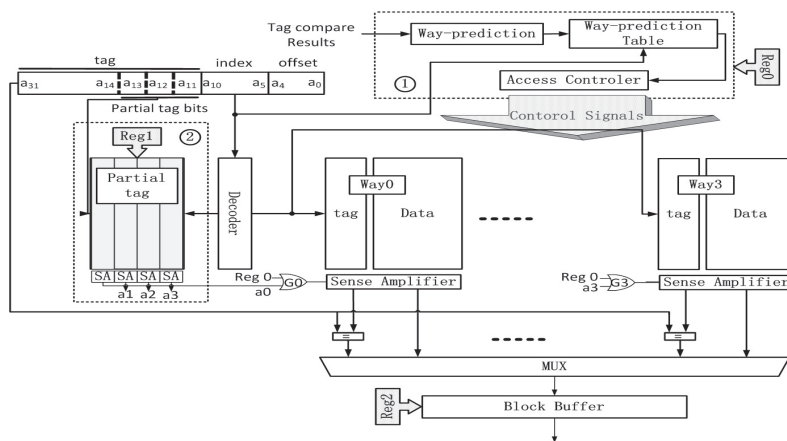 Tag compare
Results
Way-prediction
Way-prediction
Table
Access Controler
①
Reg0
Contorol Signals
tag
index
offset
a31
a14
a13
a12
a11
a10
a5
a4
a0
Partial tag bits
Reg1
②
Partial
tag
SA
SA
SA
SA
a1
a2
a3
Decoder
Reg 0
a0
G0
Way0
tag
Data
Sense Amplifier
Way3
tag
Data
Reg 0
a3
G3
Sense Amplifier
=
=
MUX
Reg2
Block Buffer